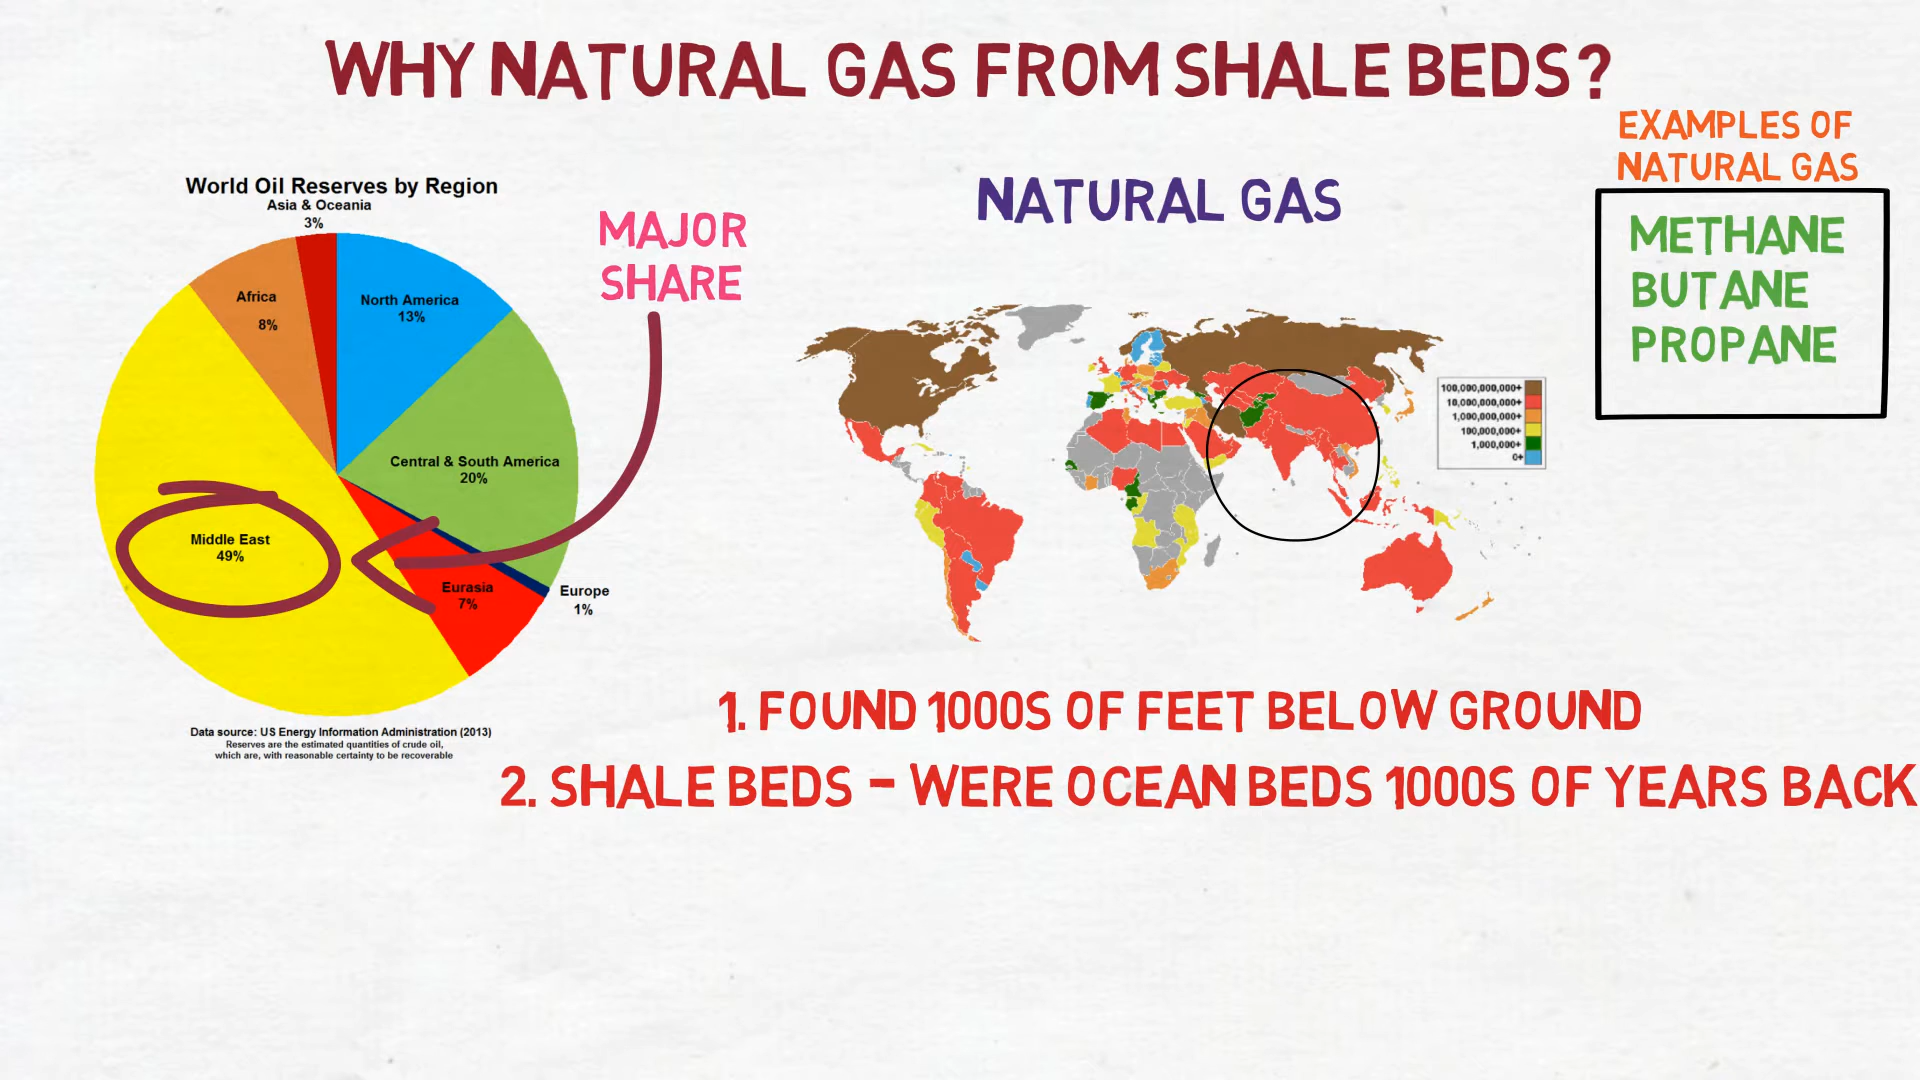 WHY NATURAL GAS FROM SHALE BEDS?
EXAMPLES OF
NATURAL GAS
METHANE
BUTANE
PROPANE
World Oil Reserves by Region
Asia & Oceania
3%
Africa
8%
North America
13%
Central & South America
20%
Middle East
49%
Eurasia
7%
Europe
1%
Data source: US Energy Information Administration (2013)
Reserves are the estimated quantities of crude oil,
which are, with reasonable certainty to be recoverable
MAJOR
SHARE
NATURAL GAS
100,000,000,000+
10,000,000,000+
1,000,000,000+
100,000,000+
1,000,000+
0+
1. FOUND 1000S OF FEET BELOW GROUND
2. SHALE BEDS - WERE OCEAN BEDS 1000S OF YEARS BACK